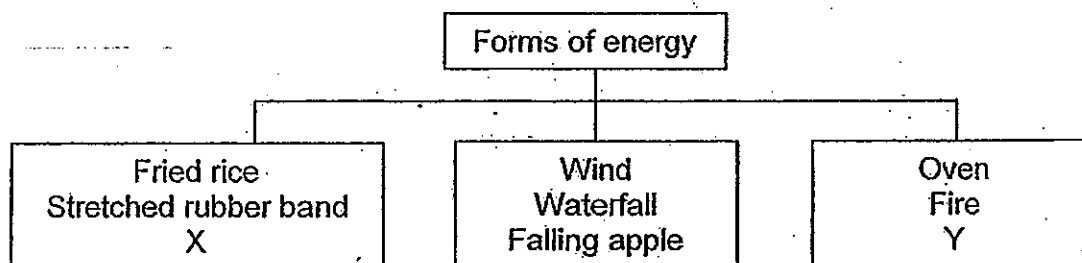 Forms of energy
Fried rice
Stretched rubber band
X
Wind
Waterfall
Falling apple
Oven
Fire
Y